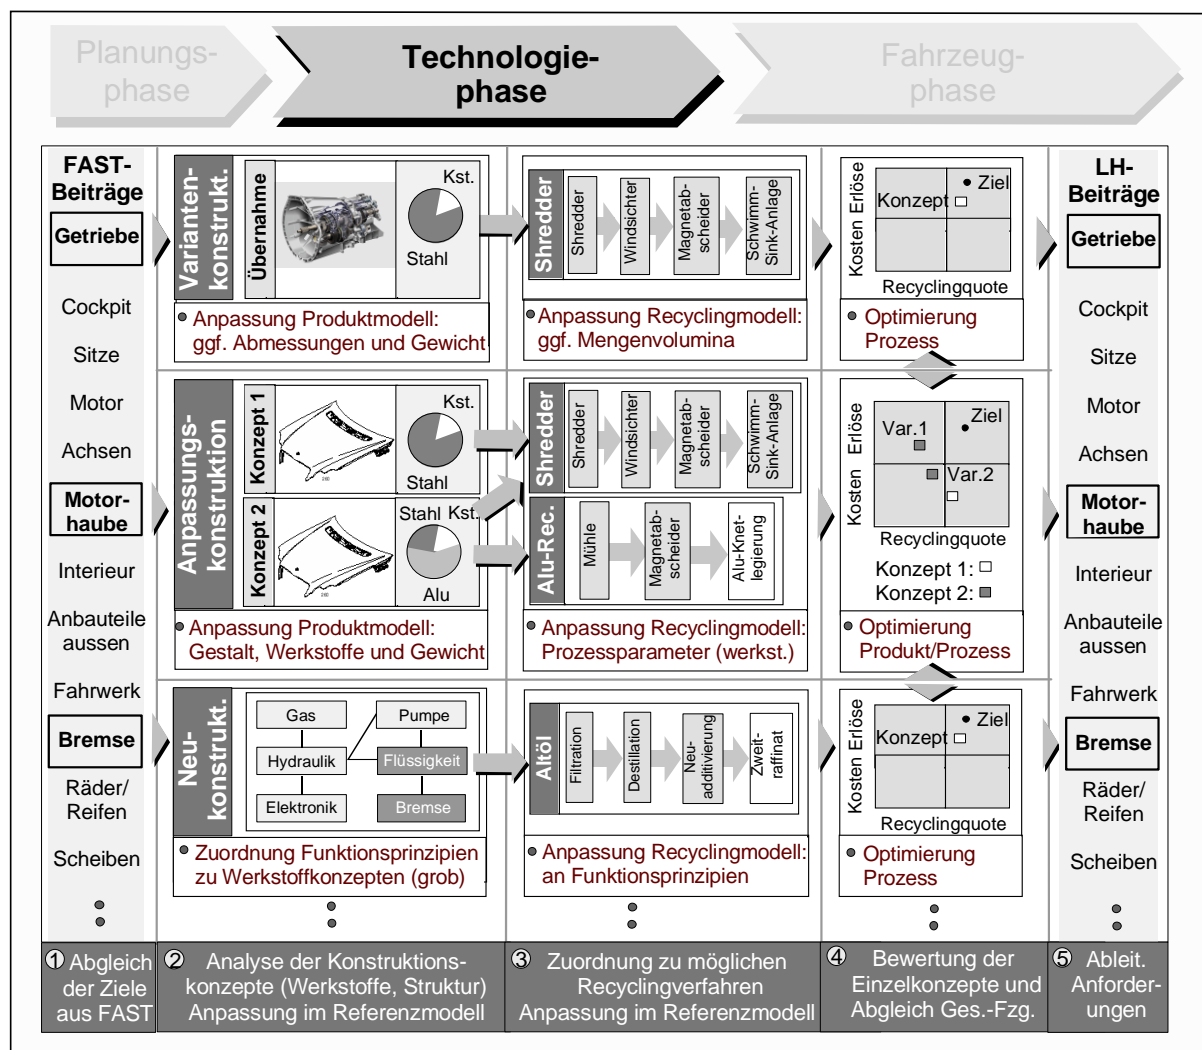 Planungs-
phase
Technologie-
phase
Fahrzeug-
phase
FAST-
Beiträge
Getriebe
Cockpit
Sitze
Motor
Achsen
Motor-
haube
Interieur
Anbauteile
aussen
Fahrwerk
Bremse
Räder/
Reifen
Scheiben
Varianten-
konstrukt.
Übernahme
Kst.
Stahl
Anpassung Produktmodell:
ggf. Abmessungen und Gewicht
Shredder
Shredder
Windsichter
Magnetab-
scheider
Schwimm-
Sink-Anlage
Anpassung Recyclingmodell:
ggf. Mengenvolumina
Kosten Erlöse
Ziel
Konzept
Recyclingquote
Optimierung
Prozess
Anpassungs-
konstruktion
Konzept 1
Kst.
Stahl
Konzept 2
Stahl Kst.
Alu
Anpassung Produktmodell:
Gestalt, Werkstoffe und Gewicht
Shredder
Shredder
Windsichter
Magnetab-
scheider
Schwimm-
Sink-Anlage
Alu-Rec.
Mühle
Magnetab-
scheider
Alu-Knet-
legierung
Anpassung Recyclingmodell:
Prozessparameter (werkst.)
Kosten Erlöse
Var.1
Ziel
Var.2
Recyclingquote
Konzept 1:
Konzept 2:
Optimierung
Produkt/Prozess
Neu-
konstrukt.
Gas
Pumpe
Hydraulik
Flüssigkeit
Elektronik
Bremse
Zuordnung Funktionsprinzipien
zu Werkstoffkonzepten (grob)
Altöl
Filtration
Destillation
Neu-
additivierung
Zweit-
raffinat
Anpassung Recyclingmodell:
an Funktionsprinzipien
Kosten Erlöse
Ziel
Konzept
Recyclingquote
Optimierung
Prozess
LH-
Beiträge
Getriebe
Cockpit
Sitze
Motor
Achsen
Motor-
haube
Interieur
Anbauteile
aussen
Fahrwerk
Bremse
Räder/
Reifen
Scheiben
1 Abgleich
der Ziele
aus FAST
2 Analyse der Konstruktions-
konzepte (Werkstoffe, Struktur)
Anpassung im Referenzmodell
3 Zuordnung zu möglichen
Recyclingverfahren
Anpassung im Referenzmodell
4 Bewertung der
Einzelkonzepte und
Abgleich Ges.-Fzg.
5 Ableit.
Anforder-
ungen